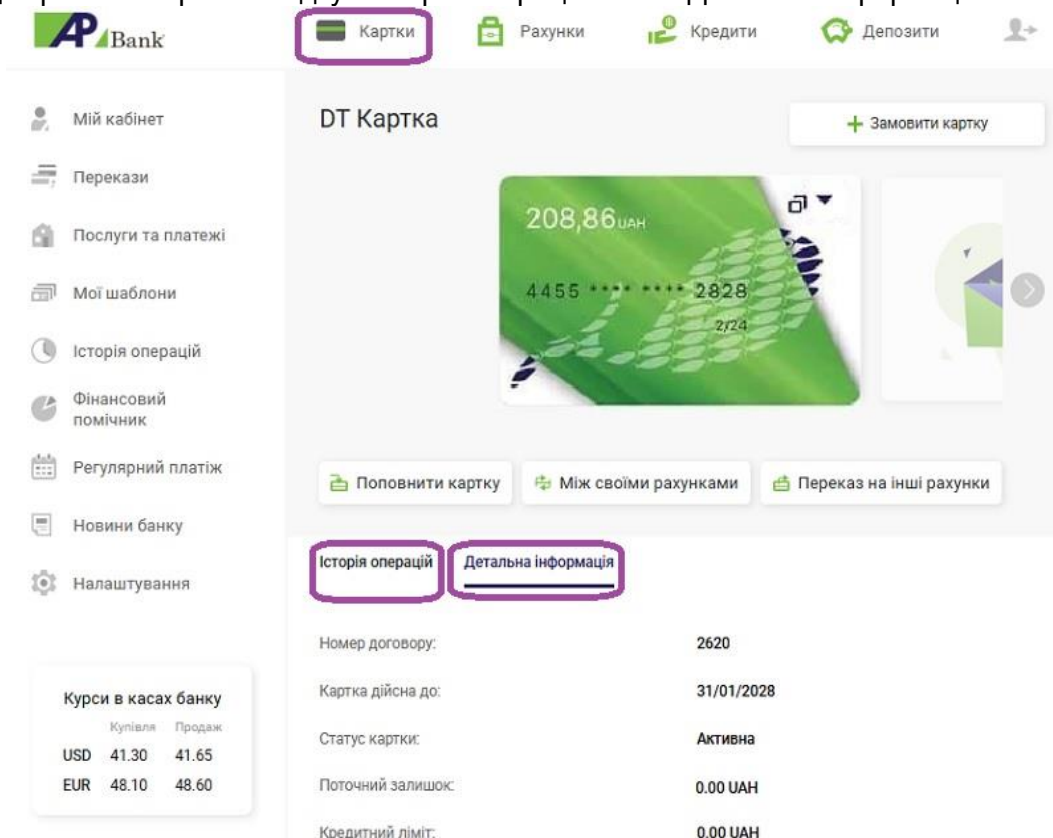 AP Bank
Картки
Рахунки
Кредити
Депозити
Мій кабінет
Перекази
Послуги та платежі
Мої шаблони
Історія операцій
Фінансовий
помічник
Регулярний платіж
Новини банку
Налаштування
Курси в касах банку
Купівля Продаж
USD 41.30 41.65
EUR 48.10 48.60
DT Картка
+ Замовити картку
208,86 UAH
4455 **** **** 2828
2/24
Поповнити картку
Між своїми рахунками
Переказ на інші рахунки
Історія операцій
Детальна інформація
Номер договору: 2620
Картка дійсна до: 31/01/2028
Статус картки: Активна
Поточний залишок: 0.00 UAH
Кредитний ліміт: 0.00 UAH